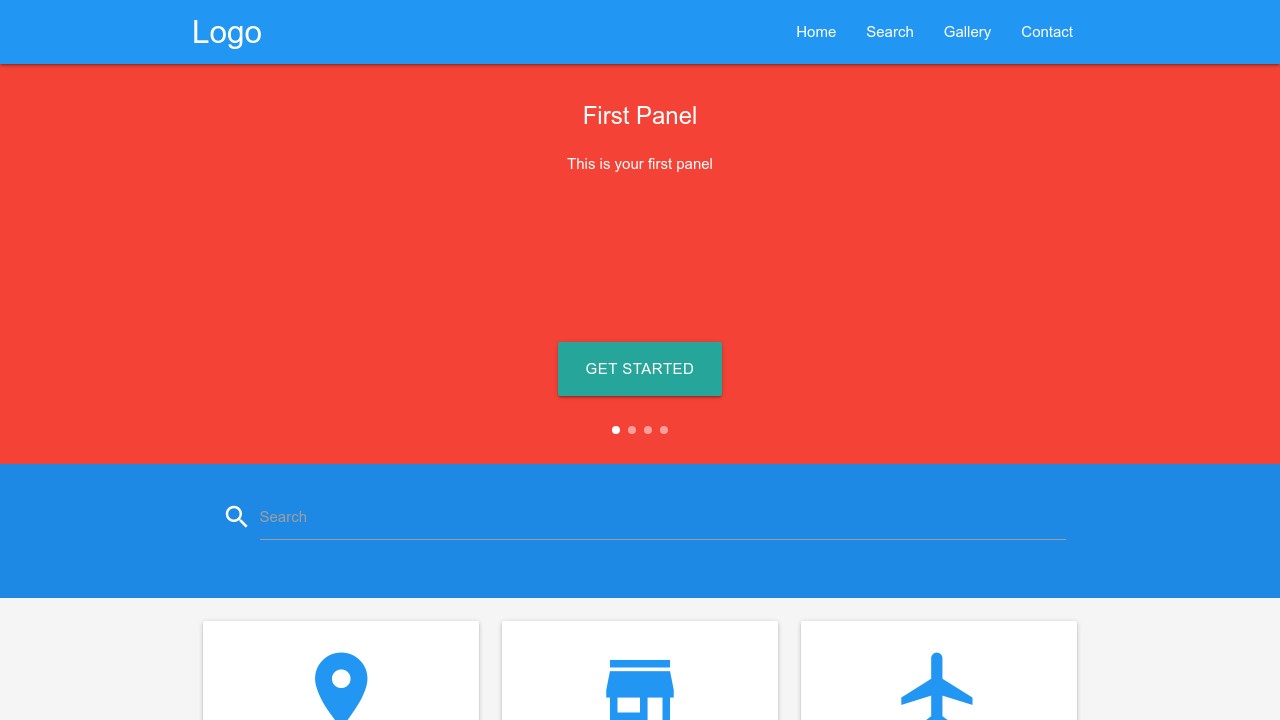 Logo
Home Search Gallery Contact
First Panel
This is your first panel
GET STARTED
Search